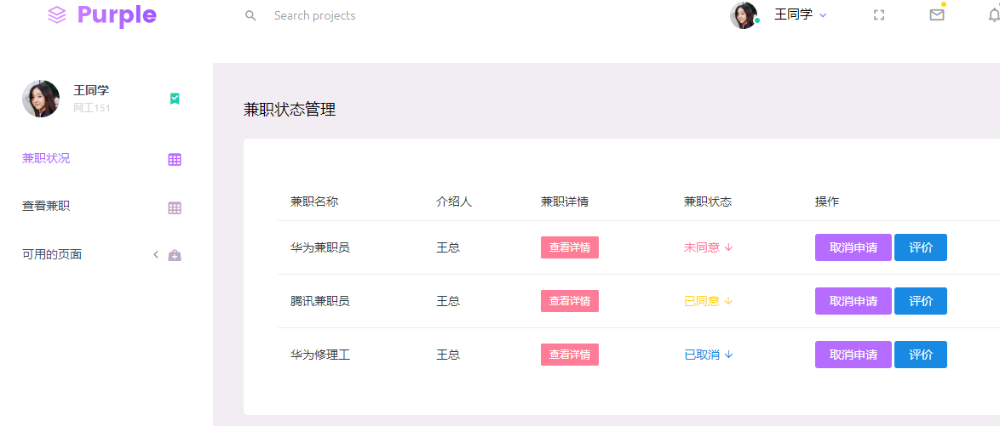 Purple
Search projects
王同学
王同学
网工151
兼职状况
查看兼职
可用的页面
兼职状态管理
兼职名称 介绍人 兼职详情 兼职状态 操作
华为兼职员 王总 查看详情 未同意 ↓ 取消申请 评价
腾讯兼职员 王总 查看详情 已同意 ↓ 取消申请 评价
华为修理工 王总 查看详情 已取消 ↓ 取消申请 评价